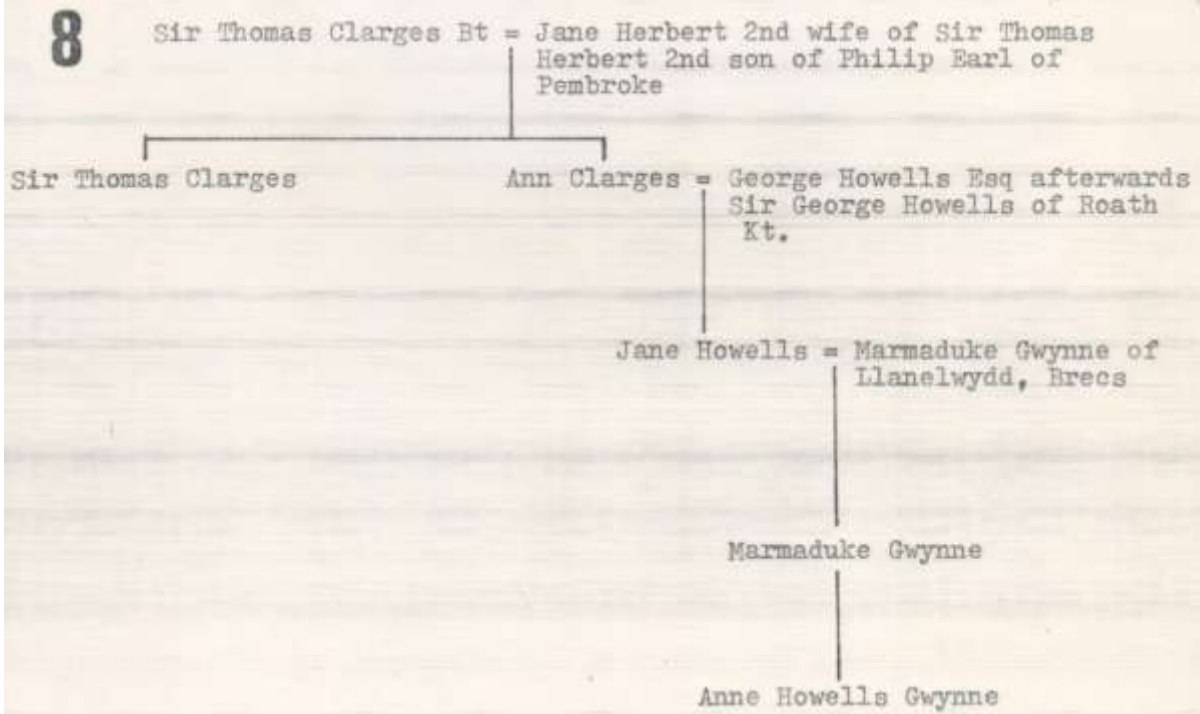 8
Sir Thomas Clarges Bt = Jane Herbert 2nd wife of Sir Thomas
Herbert 2nd son of Philip Earl of
Pembroke
Sir Thomas Clarges
Ann Clarges = George Howells Esq afterwards
Sir George Howells of Roath
Kt.
Jane Howells = Marmaduke Gwynne of
Llanelwydd, Brecs
Marmaduke Gwynne
Anne Howells Gwynne